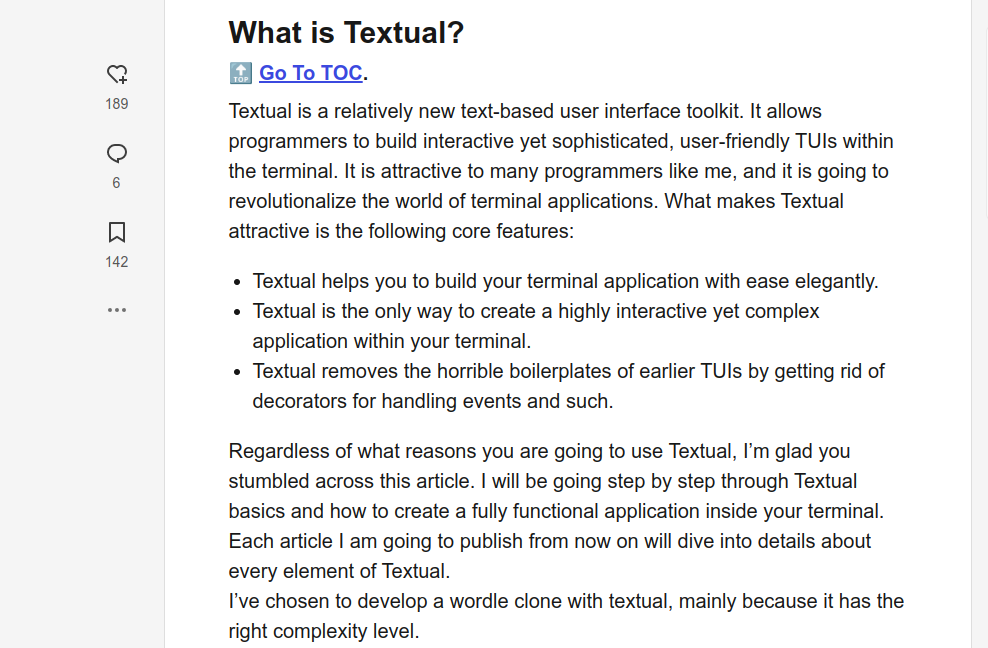 What is Textual?
TOP Go To TOC.
189
Textual is a relatively new text-based user interface toolkit. It allows
programmers to build interactive yet sophisticated, user-friendly TUIs within
the terminal. It is attractive to many programmers like me, and it is going to
6
revolutionalize the world of terminal applications. What makes Textual
attractive is the following core features:
142
• Textual helps you to build your terminal application with ease elegantly.
• Textual is the only way to create a highly interactive yet complex
application within your terminal.
• Textual removes the horrible boilerplates of earlier TUIs by getting rid of
decorators for handling events and such.
Regardless of what reasons you are going to use Textual, I’m glad you
stumbled across this article. I will be going step by step through Textual
basics and how to create a fully functional application inside your terminal.
Each article I am going to publish from now on will dive into details about
every element of Textual.
I’ve chosen to develop a wordle clone with textual, mainly because it has the
right complexity level.